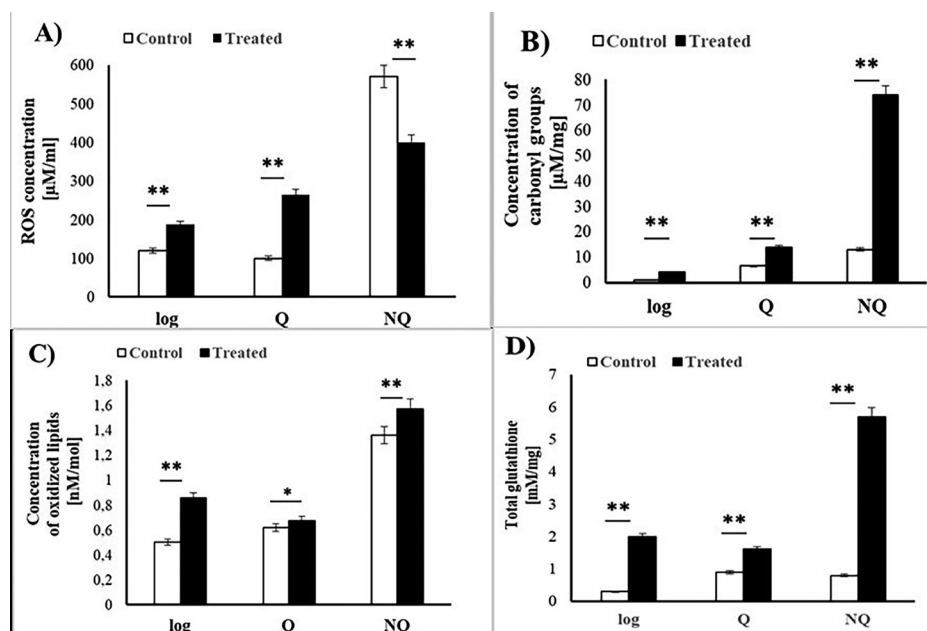 A)
Control Treated
ROS concentration
[µM/ml]
600
500
400
300
200
100
0
**
**
**
log Q NQ
B)
Control Treated
Concentration of
carbonyl groups
[µM/mg]
80
70
60
50
40
30
20
10
0
**
**
**
log Q NQ
C)
Control Treated
Concentration
of oxidized lipids
[nM/mol]
1,8
1,6
1,4
1,2
1
0,8
0,6
0,4
0,2
0
**
*
**
log Q NQ
D)
Control Treated
Total glutathione
[mM/mg]
7
6
5
4
3
2
1
0
**
**
**
log Q NQ